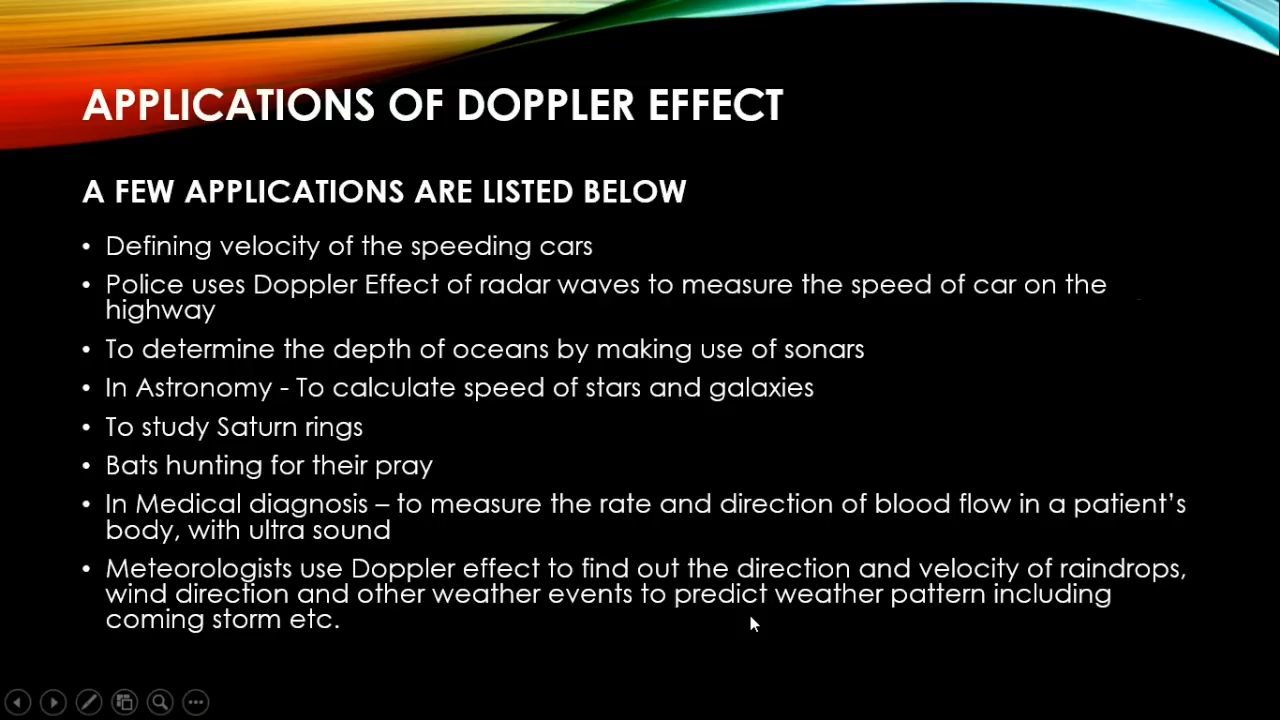 APPLICATIONS OF DOPPLER EFFECT
A FEW APPLICATIONS ARE LISTED BELOW
• Defining velocity of the speeding cars
• Police uses Doppler Effect of radar waves to measure the speed of car on the
highway
• To determine the depth of oceans by making use of sonars
• In Astronomy - To calculate speed of stars and galaxies
• To study Saturn rings
• Bats hunting for their pray
• In Medical diagnosis – to measure the rate and direction of blood flow in a patient’s
body, with ultra sound
• Meteorologists use Doppler effect to find out the direction and velocity of raindrops,
wind direction and other weather events to predict weather pattern including
coming storm etc.